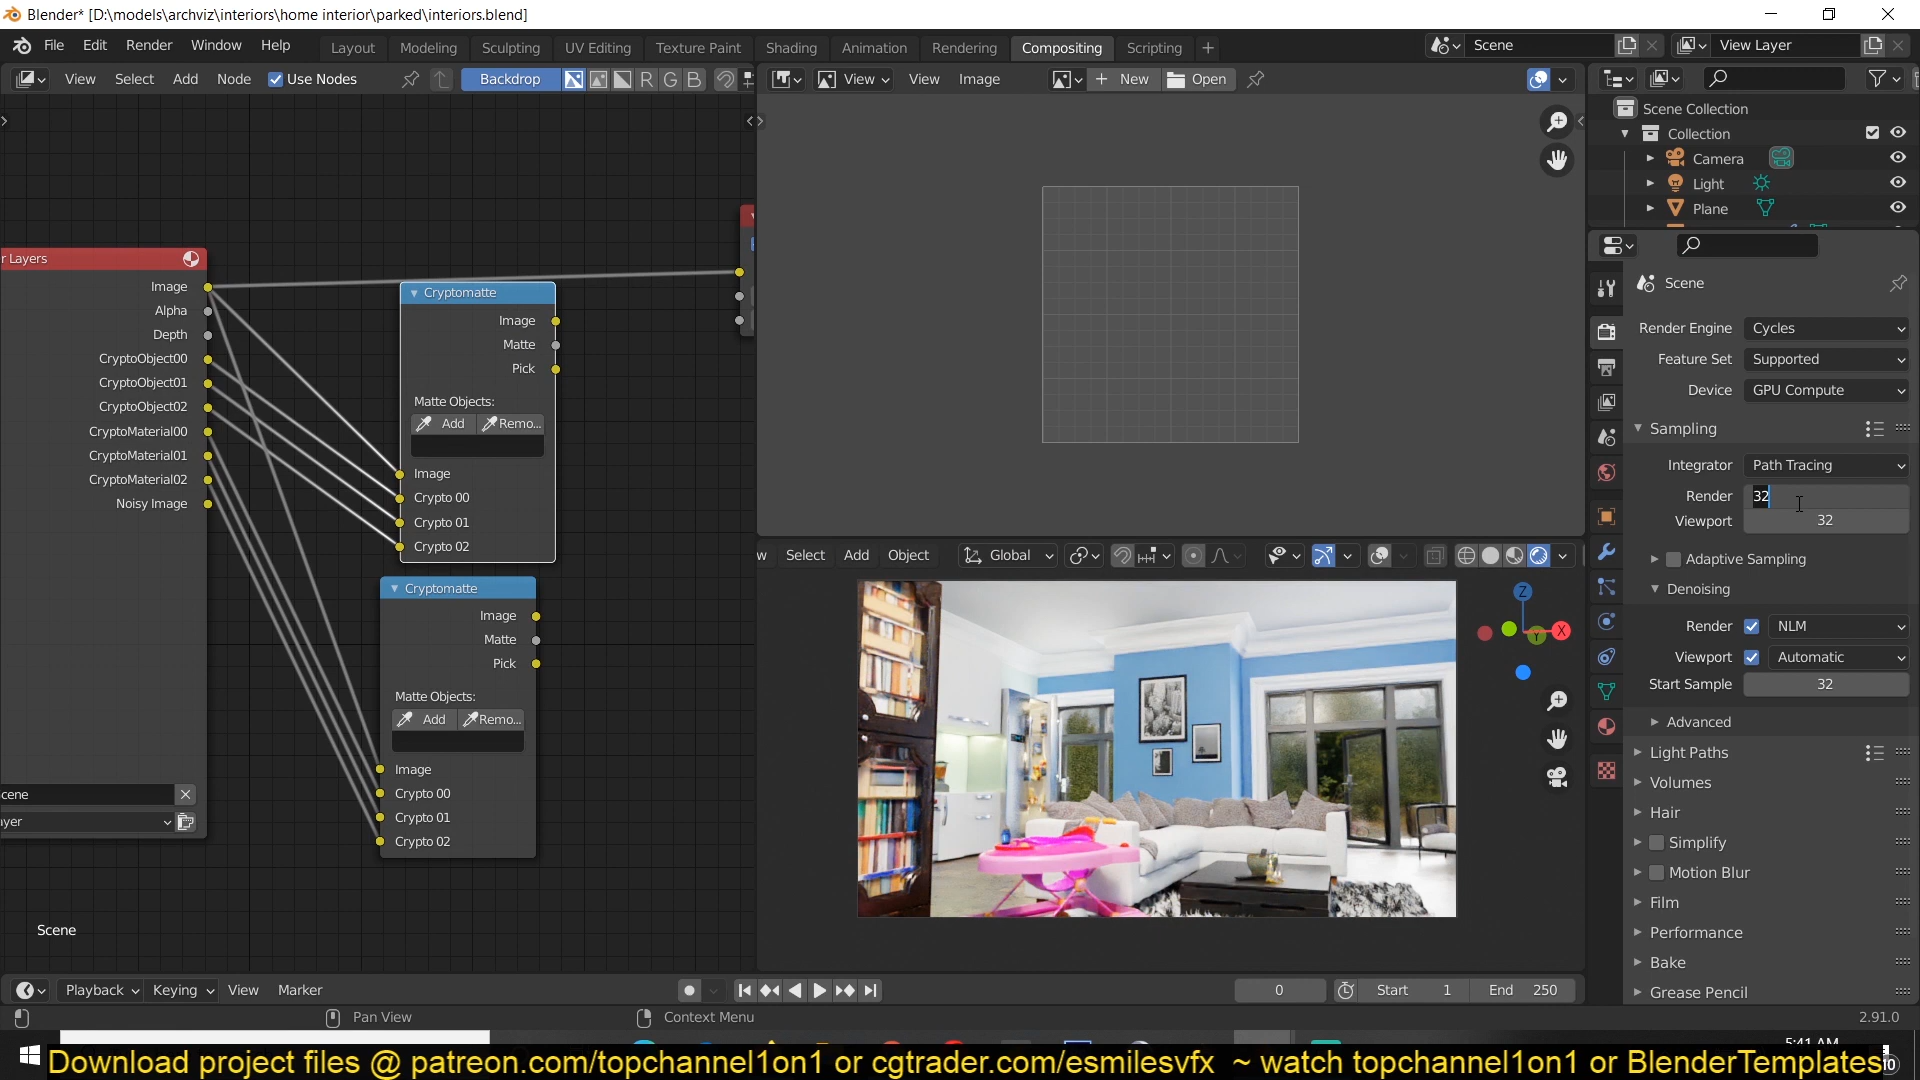 Blender* [D:\models\archviz\interiors\home interior\parked\interiors.blend]
File Edit Render Window Help Layout Modeling Sculpting UV Editing Texture Paint Shading Animation Rendering Compositing Scripting + Scene View Layer
View Select Add Node Use Nodes Backdrop R G B View View Image New Open
Scene Collection
Collection
Camera
Light
Plane
r Layers
Image
Alpha
Depth
CryptoObject00
CryptoObject01
CryptoObject02
CryptoMaterial00
CryptoMaterial01
CryptoMaterial02
Noisy Image
cene
ayer
Cryptomatte
Image
Matte
Pick
Matte Objects:
Add Remo...
Image
Crypto 00
Crypto 01
Crypto 02
Cryptomatte
Image
Matte
Pick
Matte Objects:
Add Remo...
Image
Crypto 00
Crypto 01
Crypto 02
Scene
w Select Add Object Global
Z
Y
X
Scene
Render Engine Cycles
Feature Set Supported
Device GPU Compute
Sampling
Integrator Path Tracing
Render 32
Viewport 32
Adaptive Sampling
Denoising
Render NLM
Viewport Automatic
Start Sample 32
Advanced
Light Paths
Volumes
Hair
Simplify
Motion Blur
Film
Performance
Bake
Grease Pencil
Playback Keying View Marker 0 Start 1 End 250
Pan View Context Menu 2.91.0
5:41 AM
Download project files @ patreon.com/topchannel1on1 or cgtrader.com/esmilesvfx ~ watch topchannel1on1 or BlenderTemplates